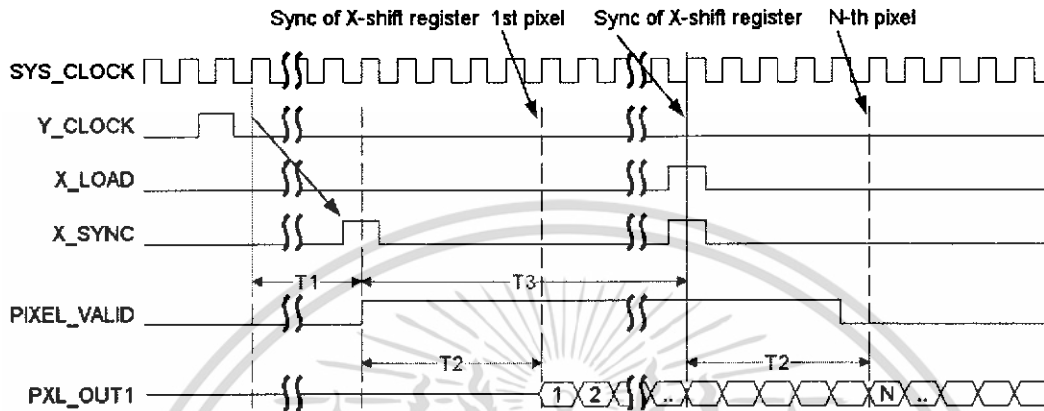 Sync of X-shift register 1st pixel Sync of X-shift register N-th pixel
SYS_CLOCK
Y_CLOCK
X_LOAD
X_SYNC
T1 T3
PIXEL_VALID
T2 T2
PXL_OUT1 1 2 .. N ..